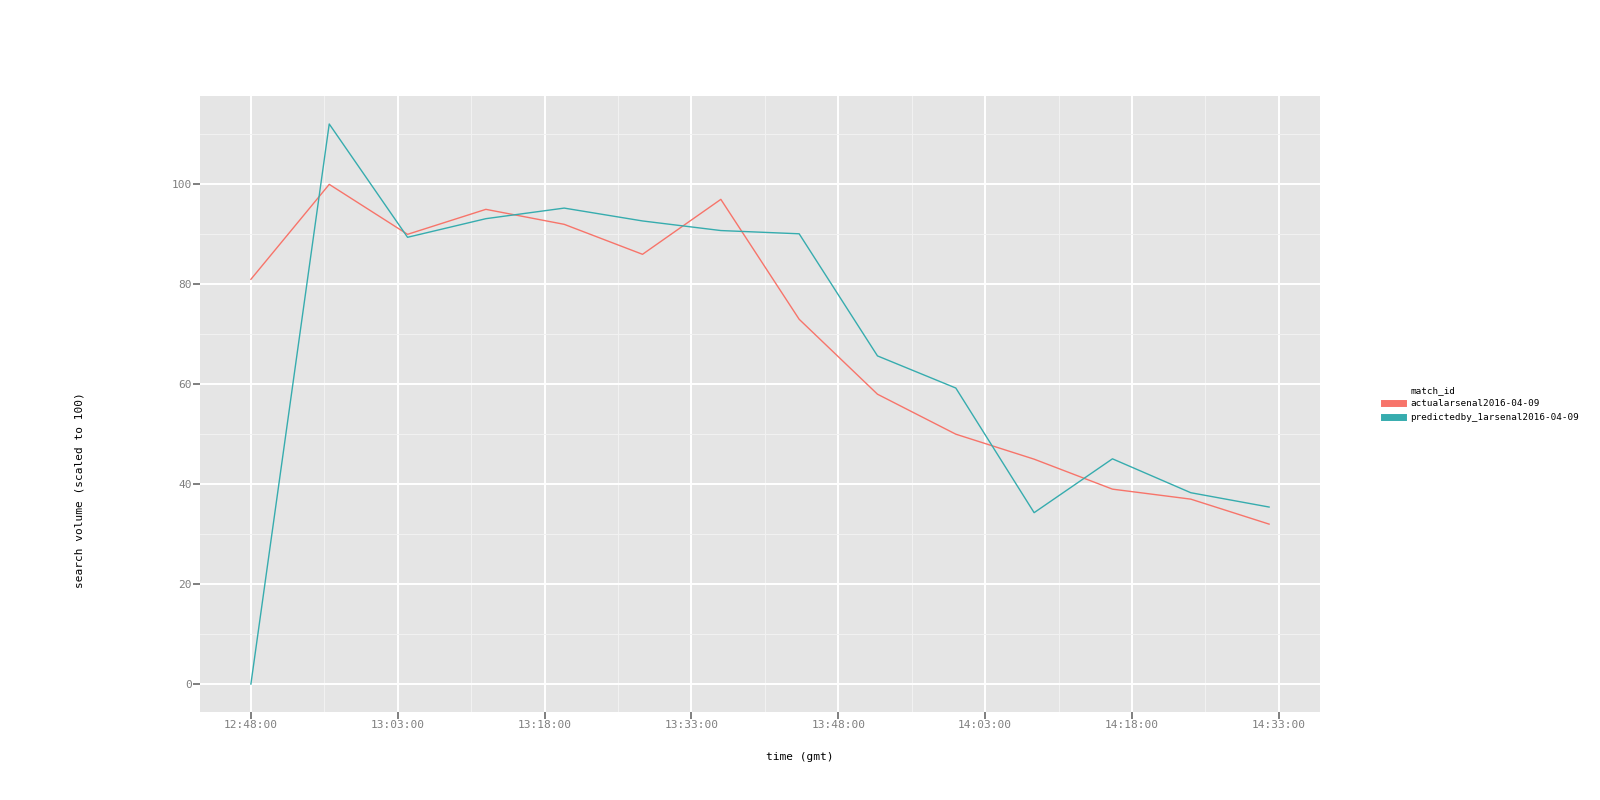 search volume (scaled to 100)
100
80
60
40
20
0
12:48:00 13:03:00 13:18:00 13:33:00 13:48:00 14:03:00 14:18:00 14:33:00
time (gmt)
match_id
actualarsenal2016-04-09
predictedby_1arsenal2016-04-09